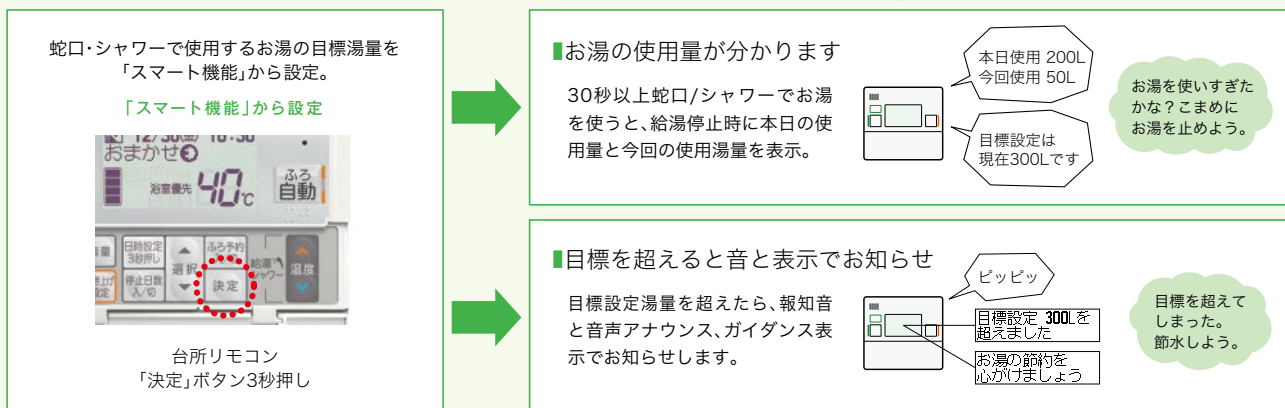 蛇口・シャワーで使用するお湯の目標湯量を
「スマート機能」から設定。
「スマート機能」から設定
おまかせ
浴室優先 40℃
ふろ
自動
日時設定
3秒押し
停止日数
入/切
選択
ふろ予約
決定
給湯
シャワー
温度
台所リモコン
「決定」ボタン3秒押し
お湯の使用量が分かります
30秒以上蛇口/シャワーでお湯
を使うと、給湯停止時に本日の使
用量と今回の使用湯量を表示。
本日使用 200L
今回使用 50L
目標設定は
現在300Lです
お湯を使いすぎた
かな？こまめに
お湯を止めよう。
目標を超えると音と表示でお知らせ
目標設定湯量を超えたら、報知音
と音声アナウンス、ガイダンス表
示でお知らせします。
ピッピッ
目標設定 300Lを
超えました
お湯の節約を
心がけましょう
目標を超えて
しまった。
節水しよう。